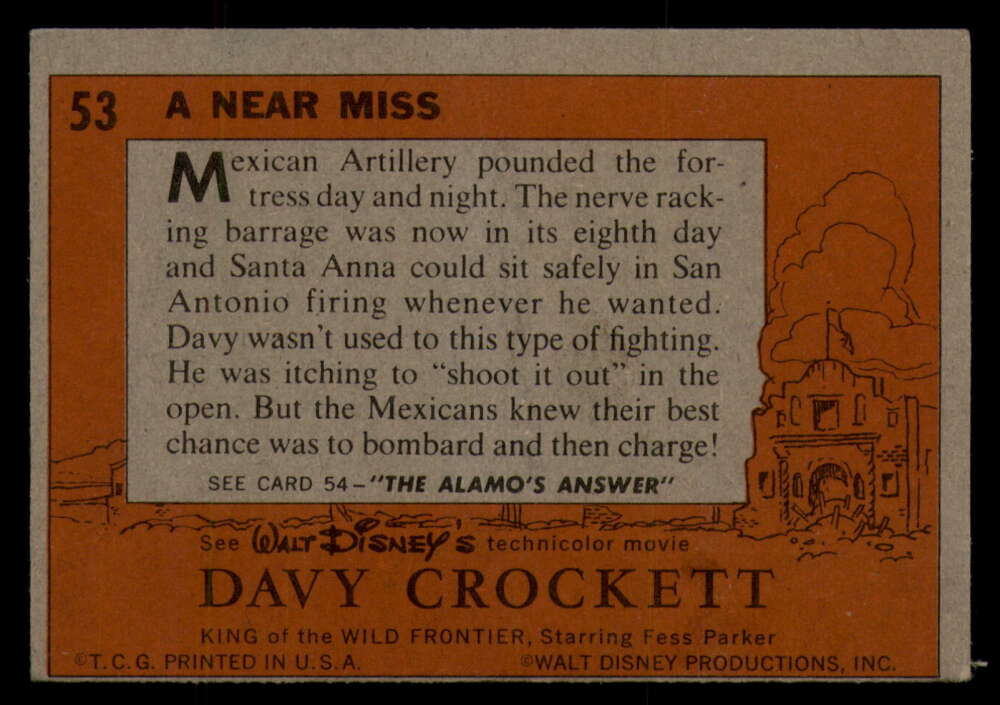 53 A NEAR MISS
Mexican Artillery pounded the for-
tress day and night. The nerve rack-
ing barrage was now in its eighth day
and Santa Anna could sit safely in San
Antonio firing whenever he wanted.
Davy wasn't used to this type of fighting.
He was itching to "shoot it out" in the
open. But the Mexicans knew their best
chance was to bombard and then charge!
SEE CARD 54-"THE ALAMO'S ANSWER"
See WALT DISNEY'S technicolor movie
DAVY CROCKETT
KING of the WILD FRONTIER, Starring Fess Parker
©T.C.G. PRINTED IN U.S.A. ©WALT DISNEY PRODUCTIONS, INC.